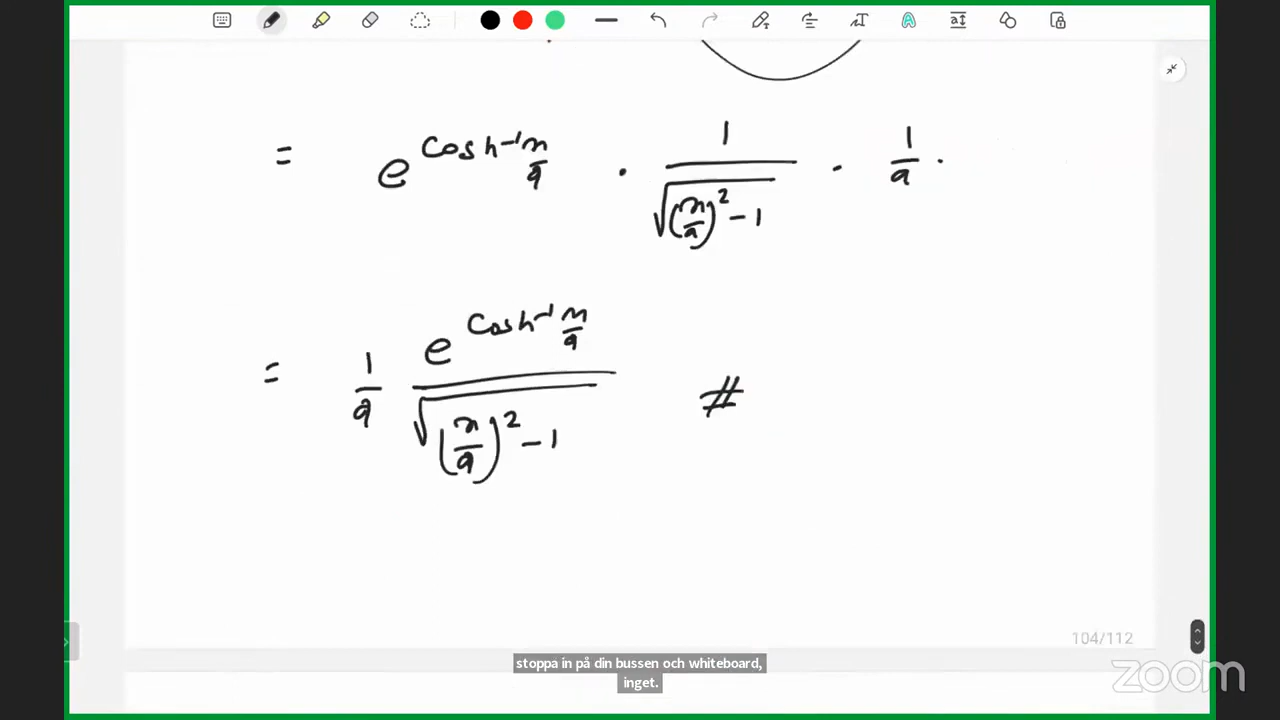 = e^{cosh^{-1} x/a} · 1/√((x/a)^2 - 1) · 1/a ·
= 1/a e^{cosh^{-1} x/a}/√((x/a)^2 - 1) #
104/112
stoppa in på din bussen och whiteboard,
inget.
zoom